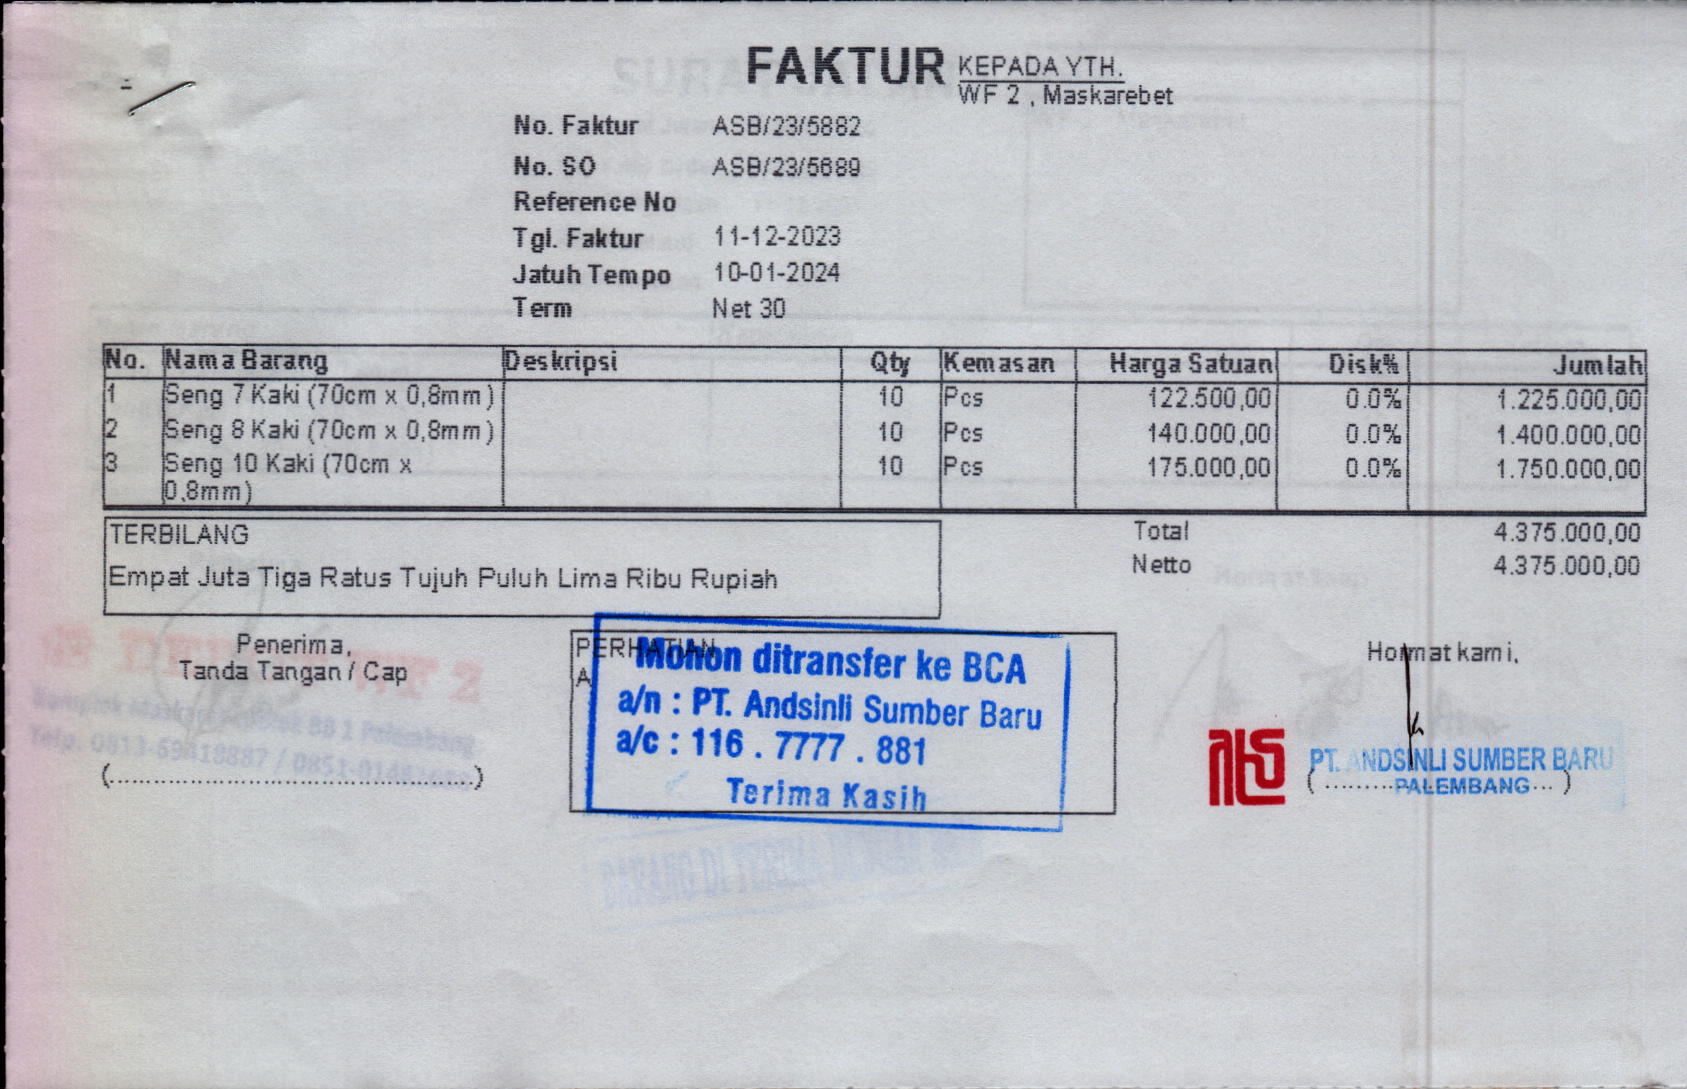 FAKTUR
KEPADA YTH.
WF 2 , Maskarebet
No. Faktur ASB/23/5882
No. SO ASB/23/5689
Reference No
Tgl. Faktur 11-12-2023
Jatuh Tempo 10-01-2024
Term Net 30
No. Nama Barang Deskripsi Qty Kemasan Harga Satuan Disk% Jumlah
1 Seng 7 Kaki (70cm x 0,8mm) 10 Pcs 122.500,00 0.0% 1.225.000,00
2 Seng 8 Kaki (70cm x 0,8mm) 10 Pcs 140.000,00 0.0% 1.400.000,00
3 Seng 10 Kaki (70cm x 10 Pcs 175.000,00 0.0% 1.750.000,00
0,8mm)
TERBILANG
Empat Juta Tiga Ratus Tujuh Puluh Lima Ribu Rupiah
Total 4.375.000,00
Netto 4.375.000,00
Penerima,
Tanda Tangan / Cap
(..............................................)
PERHATIAN
A
Mohon ditransfer ke BCA
a/n : PT. Andsinli Sumber Baru
a/c : 116 . 7777 . 881
Terima Kasih
Hormat kami,
PT. ANDSINLI SUMBER BARU
PALEMBANG